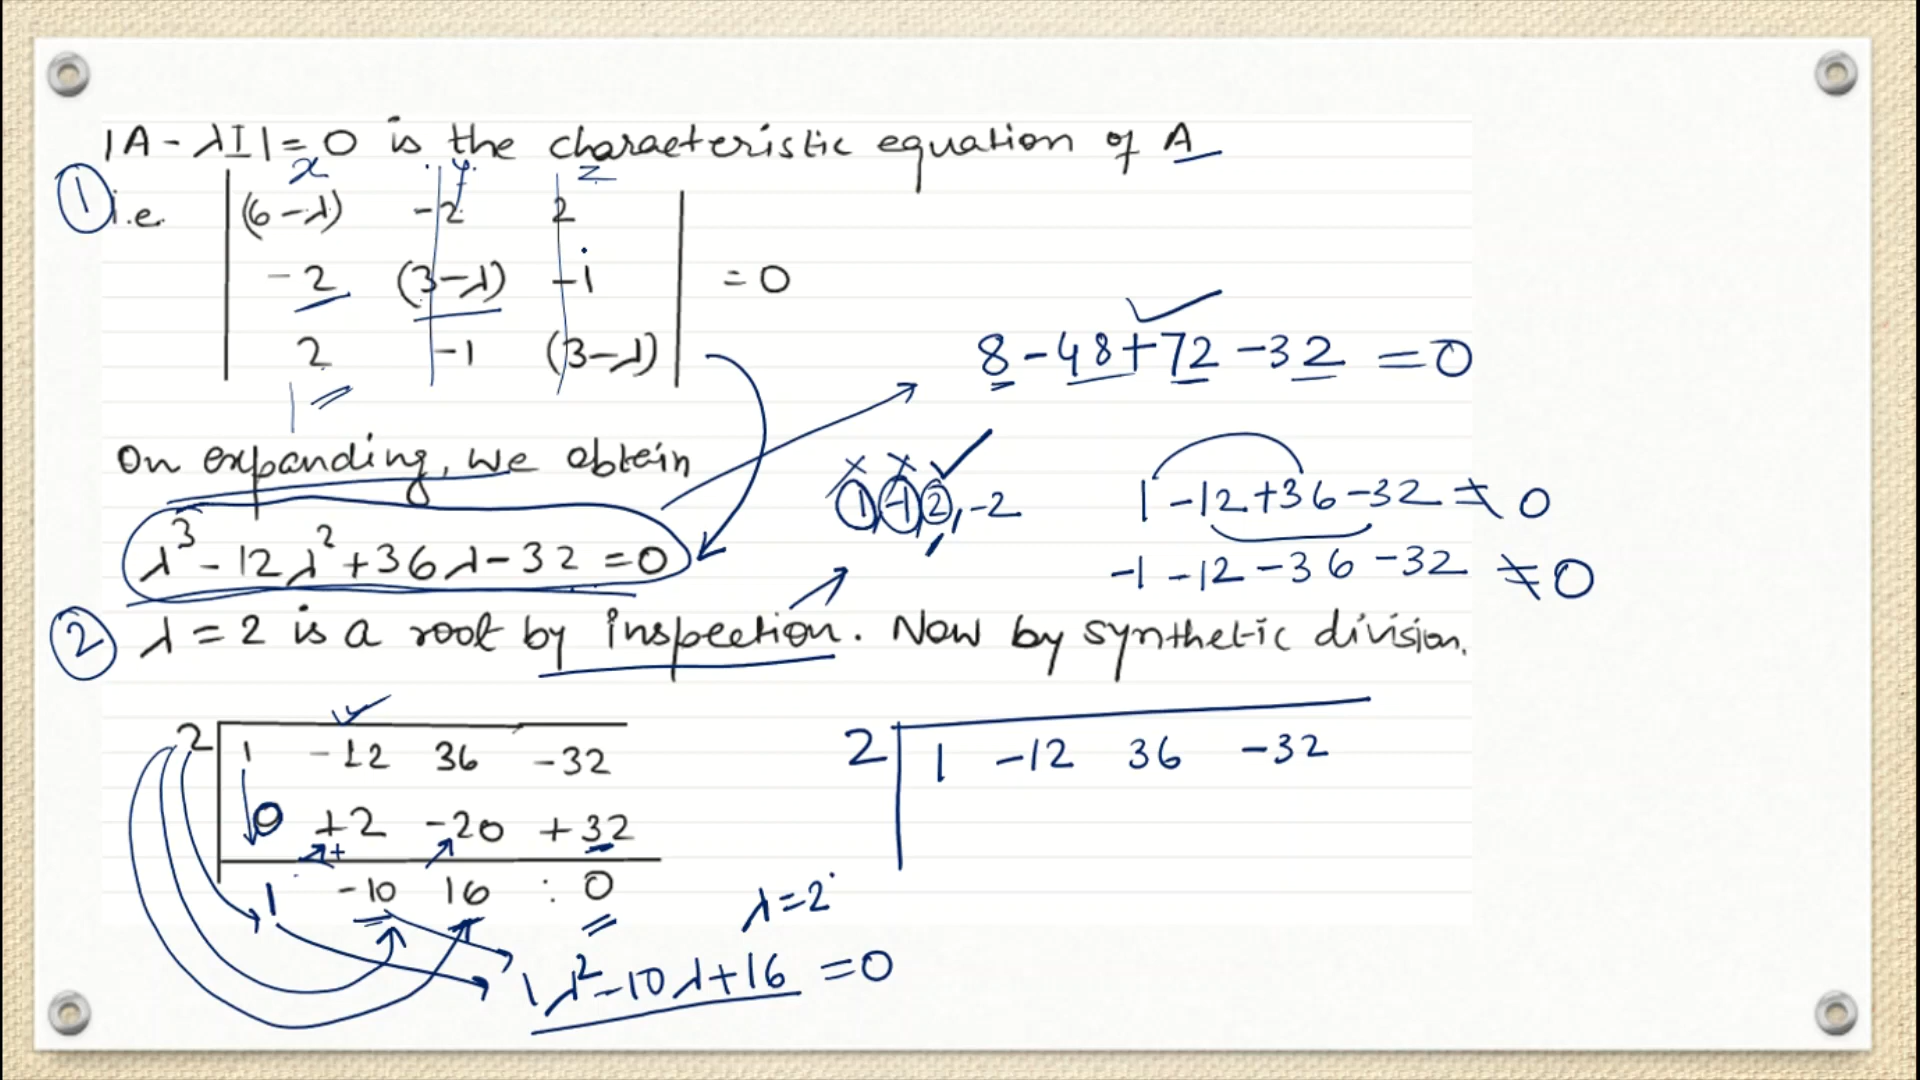 |A - λI| = 0 is the characteristic equation of A
x y z
① i.e.
(6-λ) -2 2
-2 (3-λ) -1 = 0
2 -1 (3-λ)
8 - 48 + 72 - 32 = 0
On expanding, we obtain
1, -1, 2, -2
1 - 12 + 36 - 32 ≠ 0
λ³ - 12λ² + 36λ - 32 = 0
-1 - 12 - 36 - 32 ≠ 0
② λ = 2 is a root by inspection. Now by synthetic division.
2 1 -12 36 -32
0 +2 -20 +32
1 -10 16 : 0
2 1 -12 36 -32
λ = 2
1λ² - 10λ + 16 = 0